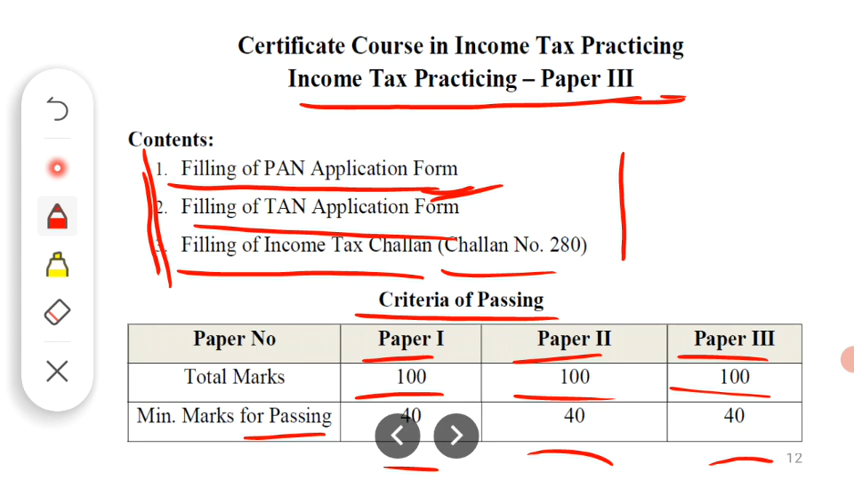 Certificate Course in Income Tax Practicing
Income Tax Practicing – Paper III
Contents:
1. Filling of PAN Application Form
2. Filling of TAN Application Form
3. Filling of Income Tax Challan (Challan No. 280)
Criteria of Passing
Paper No Paper I Paper II Paper III
Total Marks 100 100 100
Min. Marks for Passing 40 40 40
12